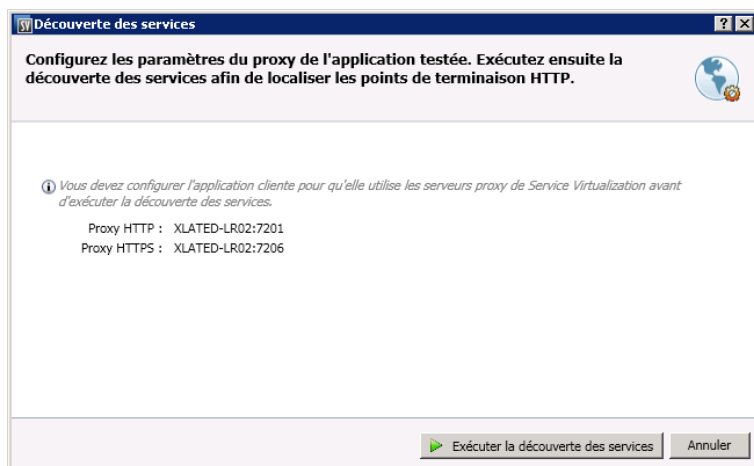 SV Découverte des services
Configurez les paramètres du proxy de l'application testée. Exécutez ensuite la
découverte des services afin de localiser les points de terminaison HTTP.
Vous devez configurer l'application cliente pour qu'elle utilise les serveurs proxy de Service Virtualization avant
d'exécuter la découverte des services.
Proxy HTTP : XLATED-LR02:7201
Proxy HTTPS : XLATED-LR02:7206
Exécuter la découverte des services Annuler